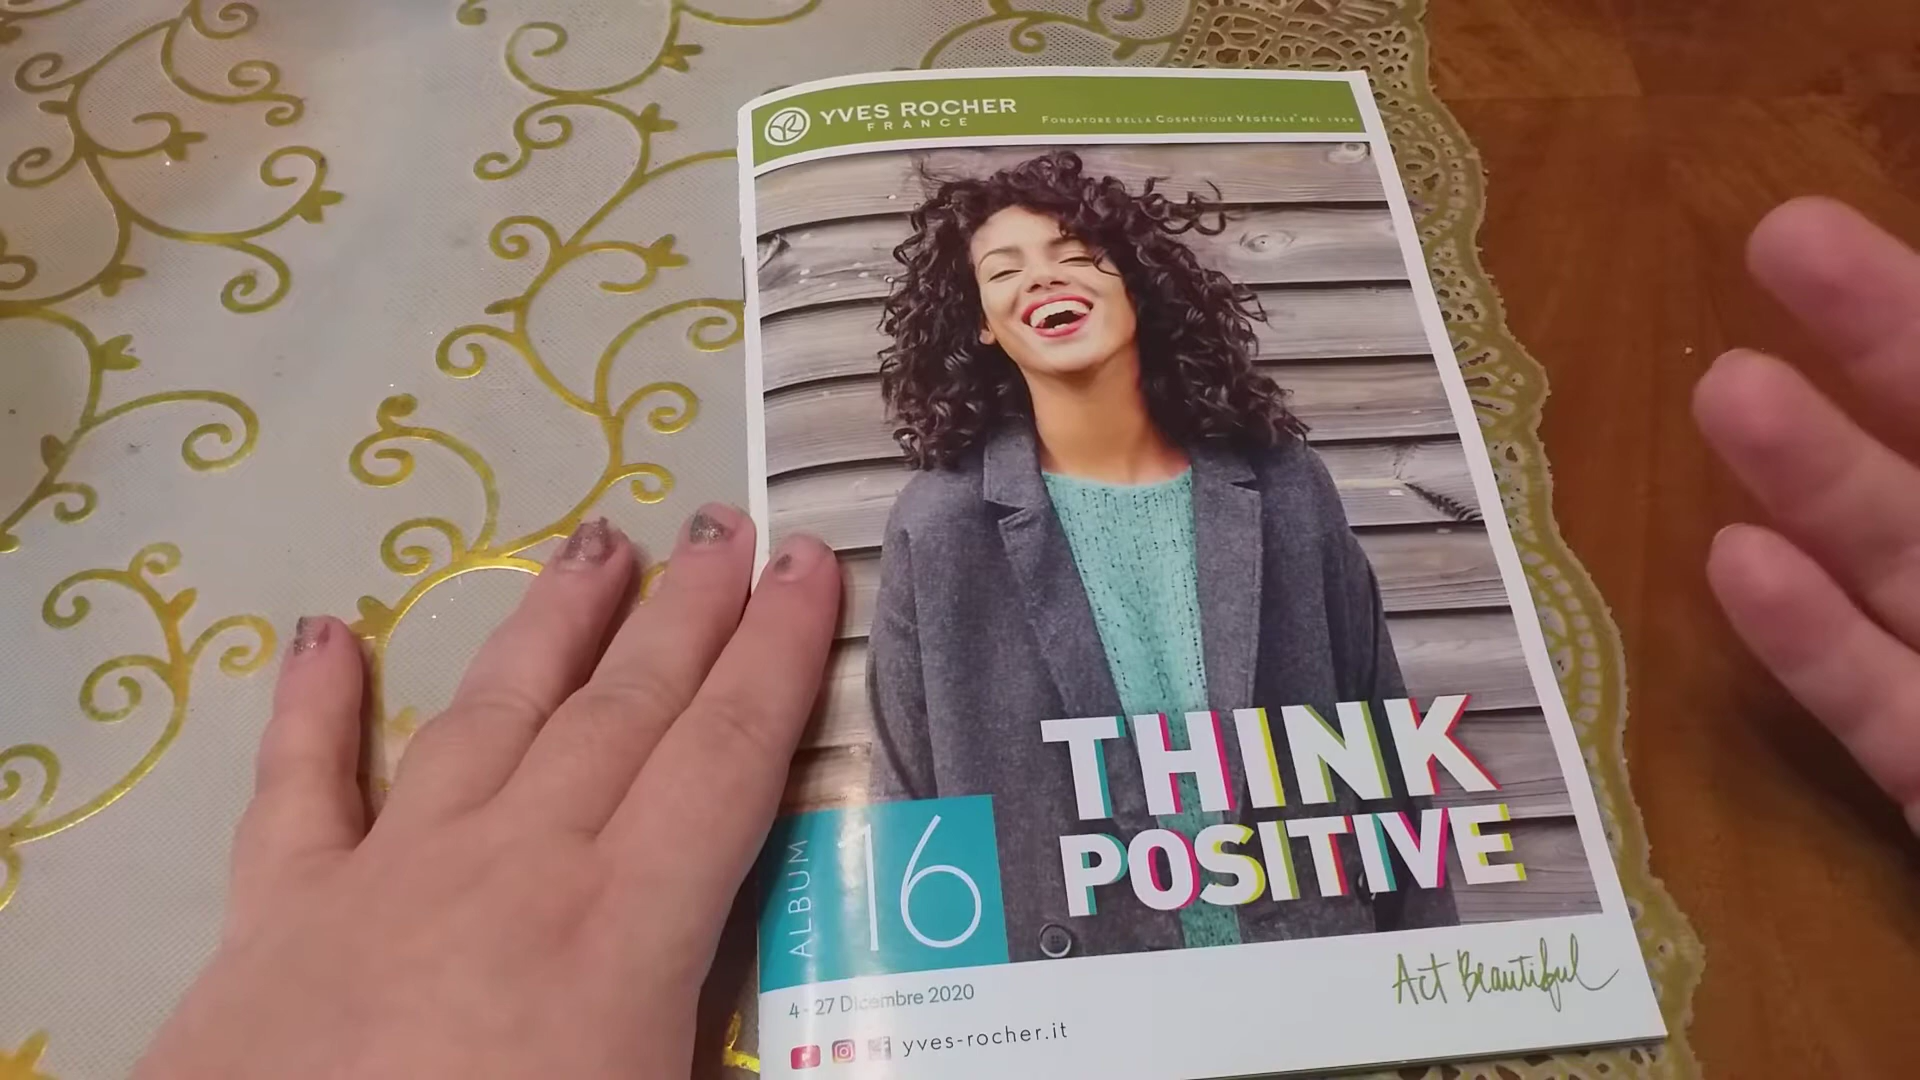 YVES ROCHER
FRANCE
FONDATORE DELLA COSMÉTIQUE VÉGÉTALE® NEL 1959
THINK
POSITIVE
ALBUM 16
Act Beautiful
4 - 27 Dicembre 2020
yves-rocher.it